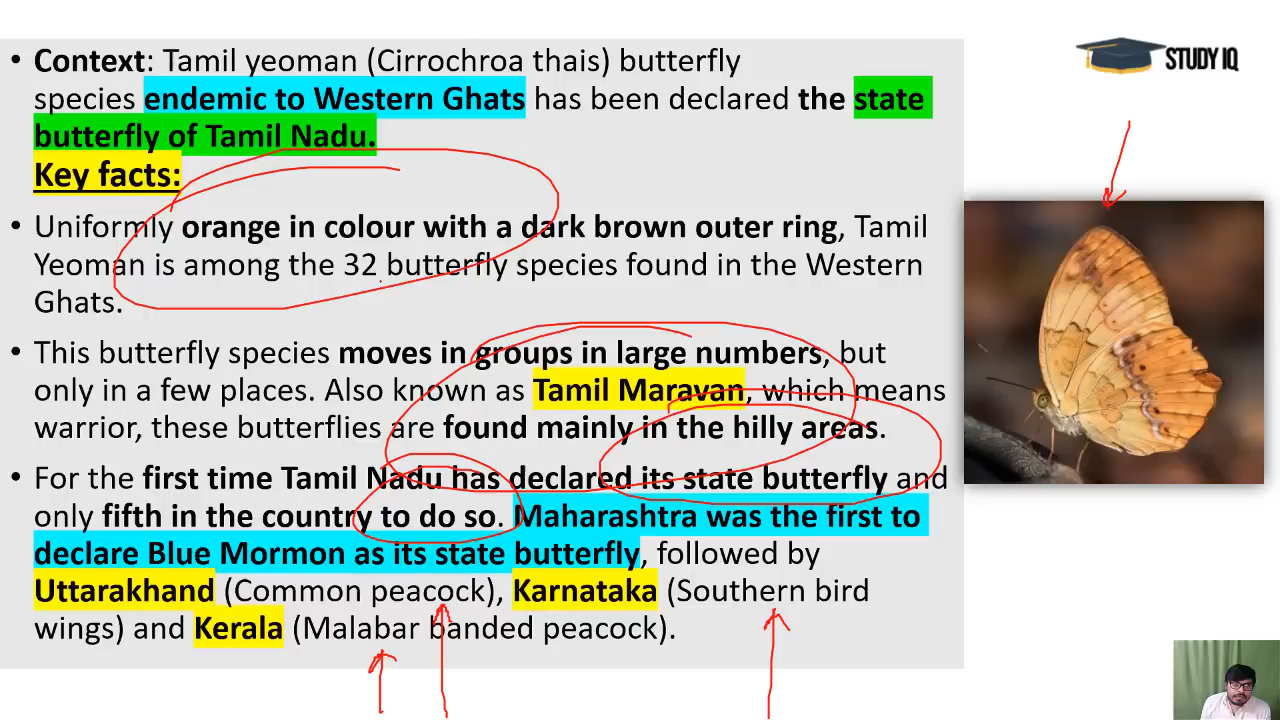 • Context: Tamil yeoman (Cirrochroa thais) butterfly
species endemic to Western Ghats has been declared the state
butterfly of Tamil Nadu.
Key facts:
• Uniformly orange in colour with a dark brown outer ring, Tamil
Yeoman is among the 32 butterfly species found in the Western
Ghats.
• This butterfly species moves in groups in large numbers, but
only in a few places. Also known as Tamil Maravan, which means
warrior, these butterflies are found mainly in the hilly areas.
• For the first time Tamil Nadu has declared its state butterfly and
only fifth in the country to do so. Maharashtra was the first to
declare Blue Mormon as its state butterfly, followed by
Uttarakhand (Common peacock), Karnataka (Southern bird
wings) and Kerala (Malabar banded peacock).
STUDY IQ